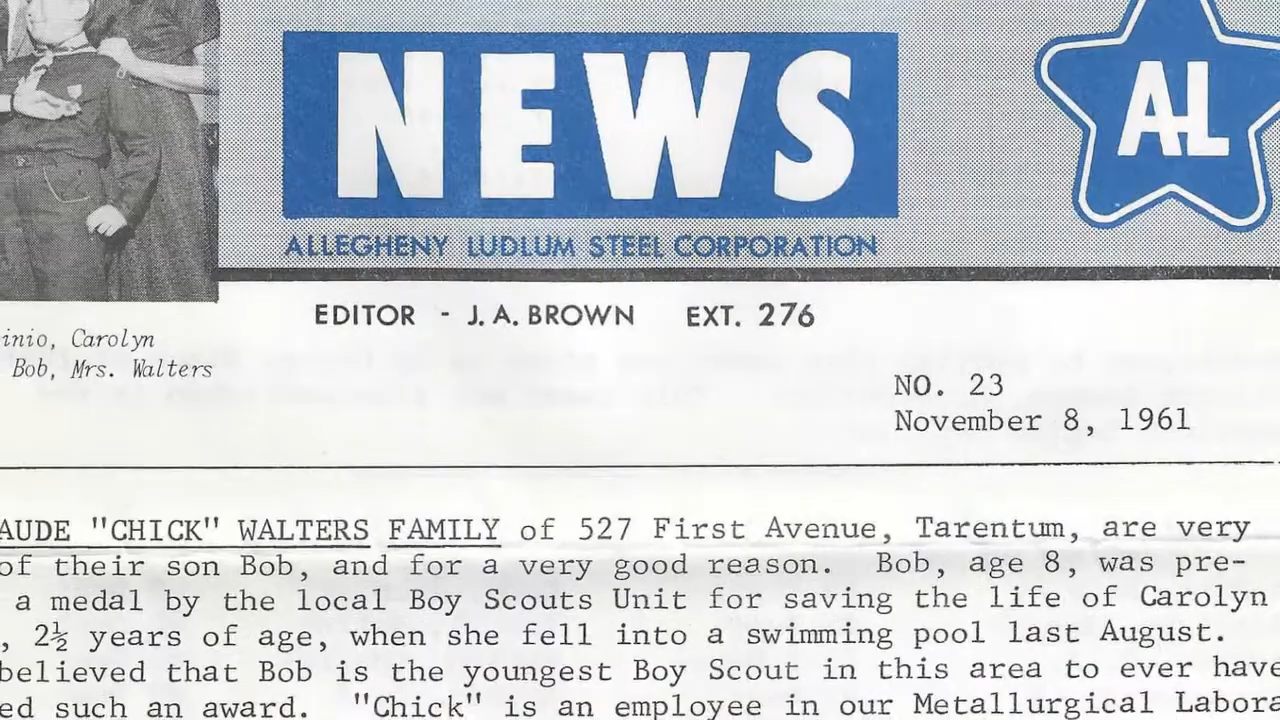 NEWS
AL
ALLEGHENY LUDLUM STEEL CORPORATION
EDITOR - J. A. BROWN EXT. 276
inio, Carolyn
Bob, Mrs. Walters
NO. 23
November 8, 1961
AUDE "CHICK" WALTERS FAMILY of 527 First Avenue, Tarentum, are very
of their son Bob, and for a very good reason. Bob, age 8, was pre-
a medal by the local Boy Scouts Unit for saving the life of Carolyn
, 2½ years of age, when she fell into a swimming pool last August.
believed that Bob is the youngest Boy Scout in this area to ever have
ed such an award. "Chick" is an employee in our Metallurgical Labora